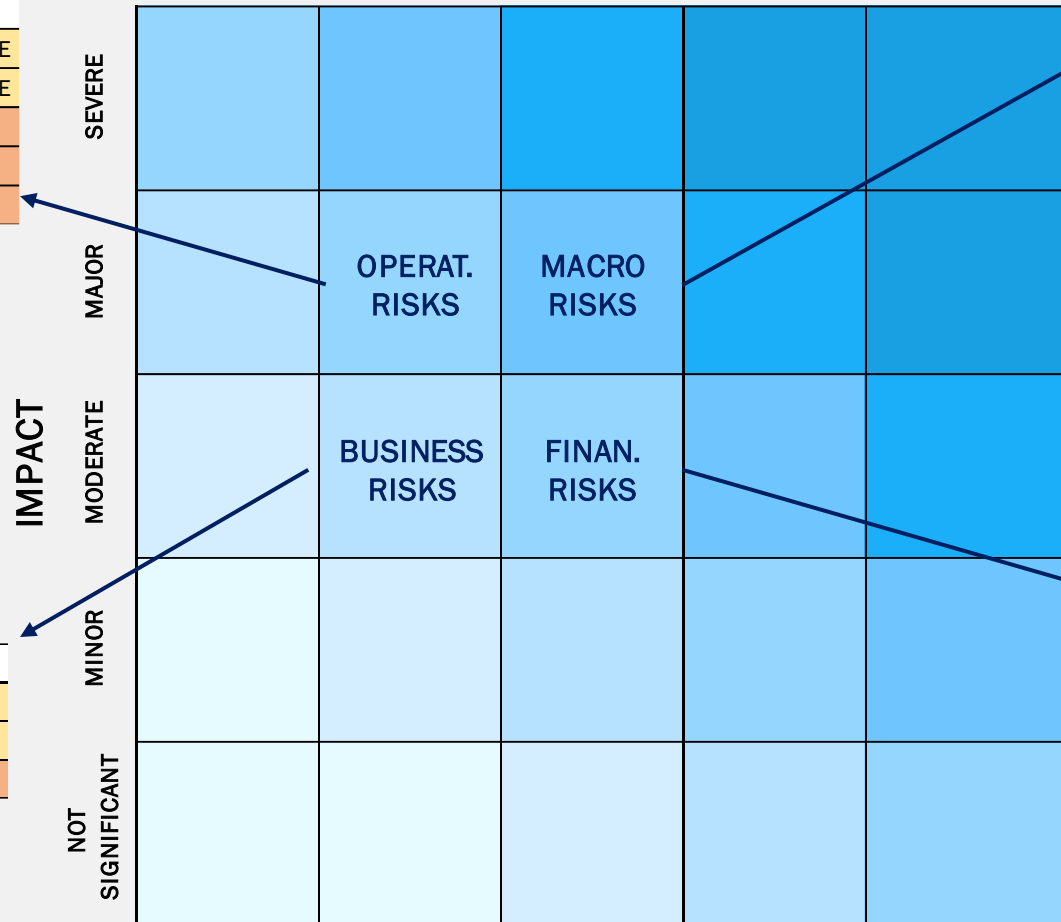 E
E
SEVERE
MAJOR
OPERAT.
RISKS
MACRO
RISKS
IMPACT
MODERATE
BUSINESS
RISKS
FINAN.
RISKS
MINOR
NOT
SIGNIFICANT